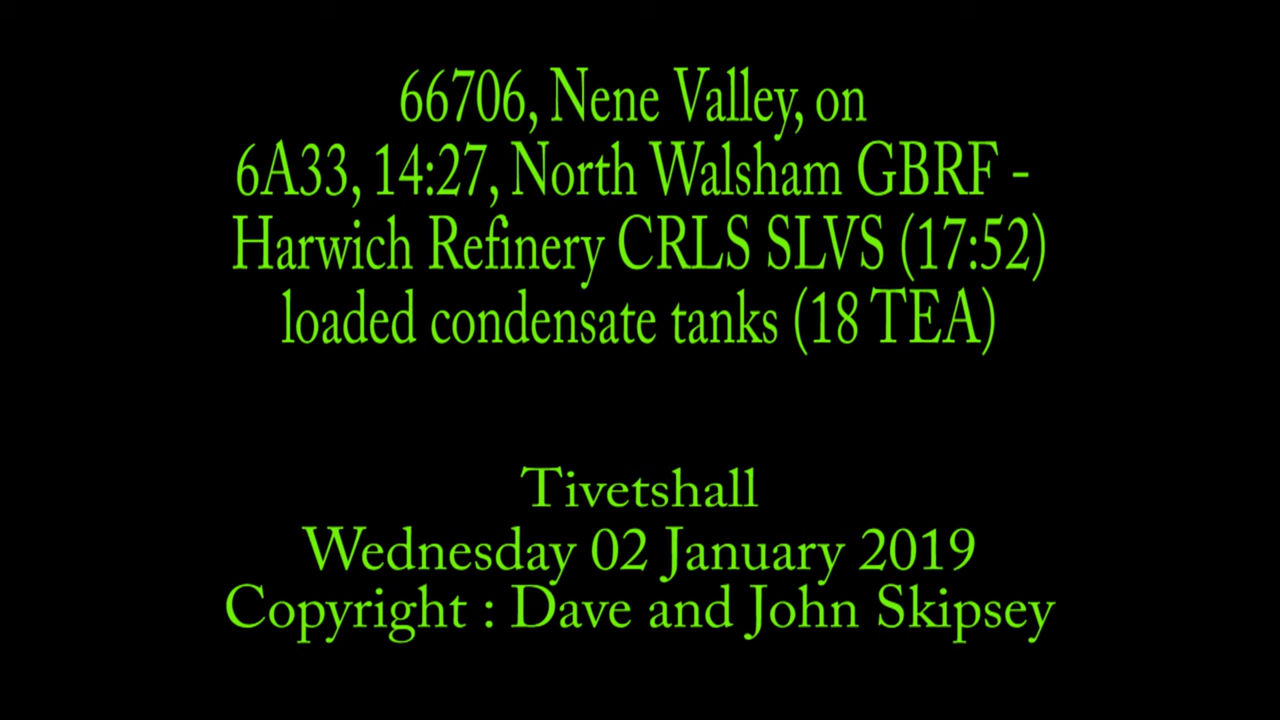 66706, Nene Valley, on
6A33, 14:27, North Walsham GBRF -
Harwich Refinery CRLS SLVS (17:52)
loaded condensate tanks (18 TEA)
Tivetshall
Wednesday 02 January 2019
Copyright : Dave and John Skipsey